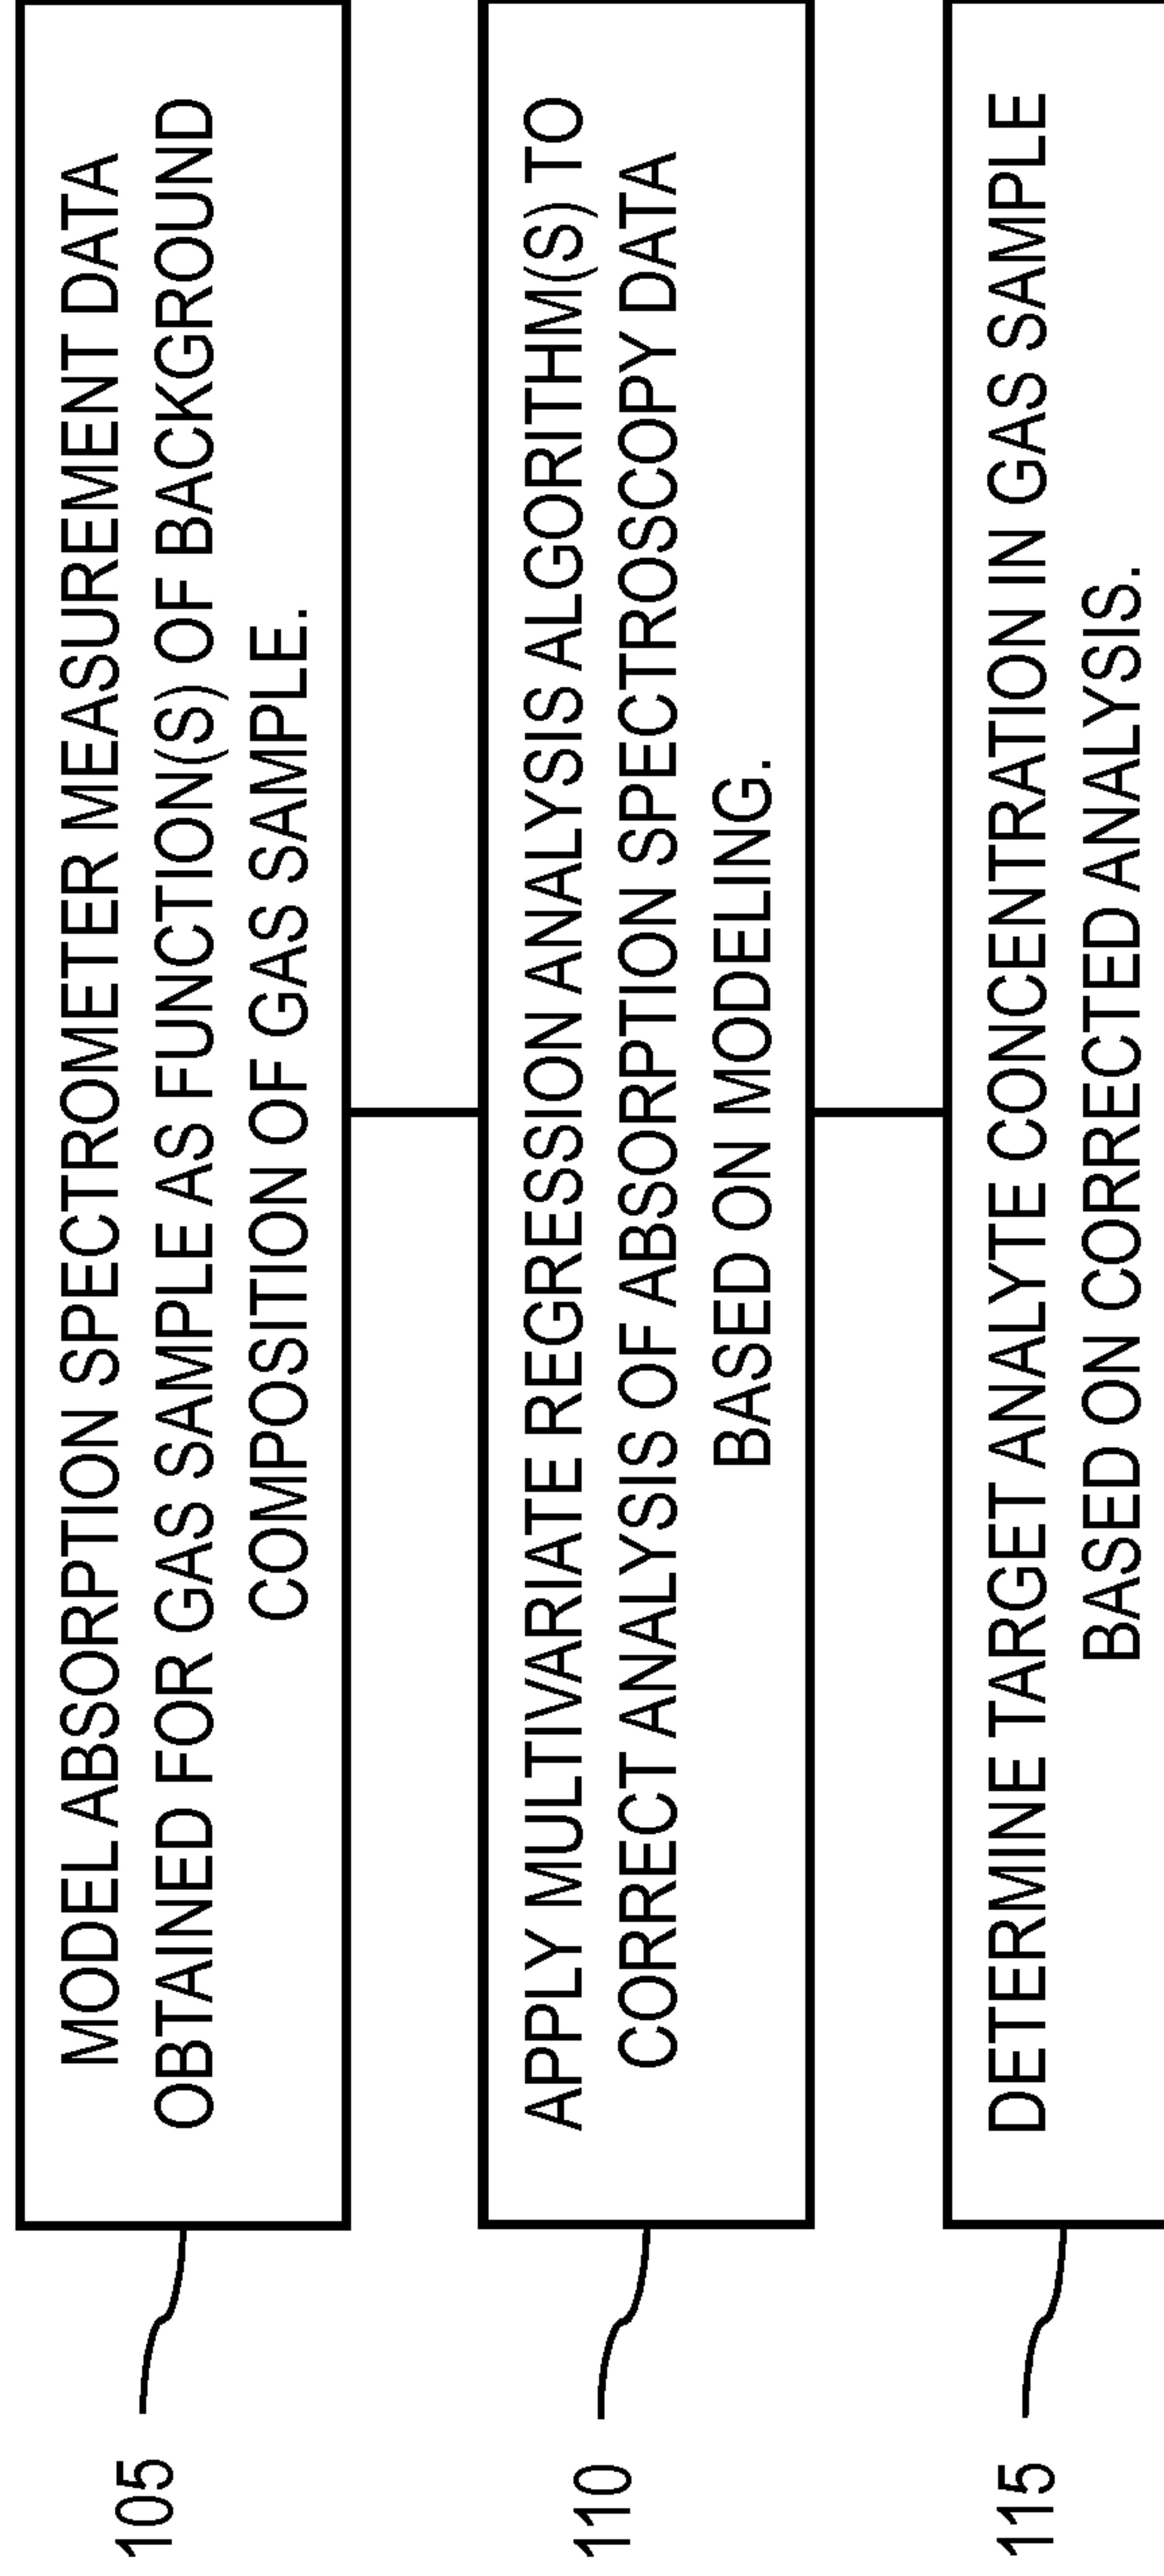 105
MODEL ABSORPTION SPECTROMETER MEASUREMENT DATA
OBTAINED FOR GAS SAMPLE AS FUNCTION(S) OF BACKGROUND
COMPOSITION OF GAS SAMPLE.
110
APPLY MULTIVARIATE REGRESSION ANALYSIS ALGORITHM(S) TO
CORRECT ANALYSIS OF ABSORPTION SPECTROSCOPY DATA
BASED ON MODELING.
115
DETERMINE TARGET ANALYTE CONCENTRATION IN GAS SAMPLE
BASED ON CORRECTED ANALYSIS.